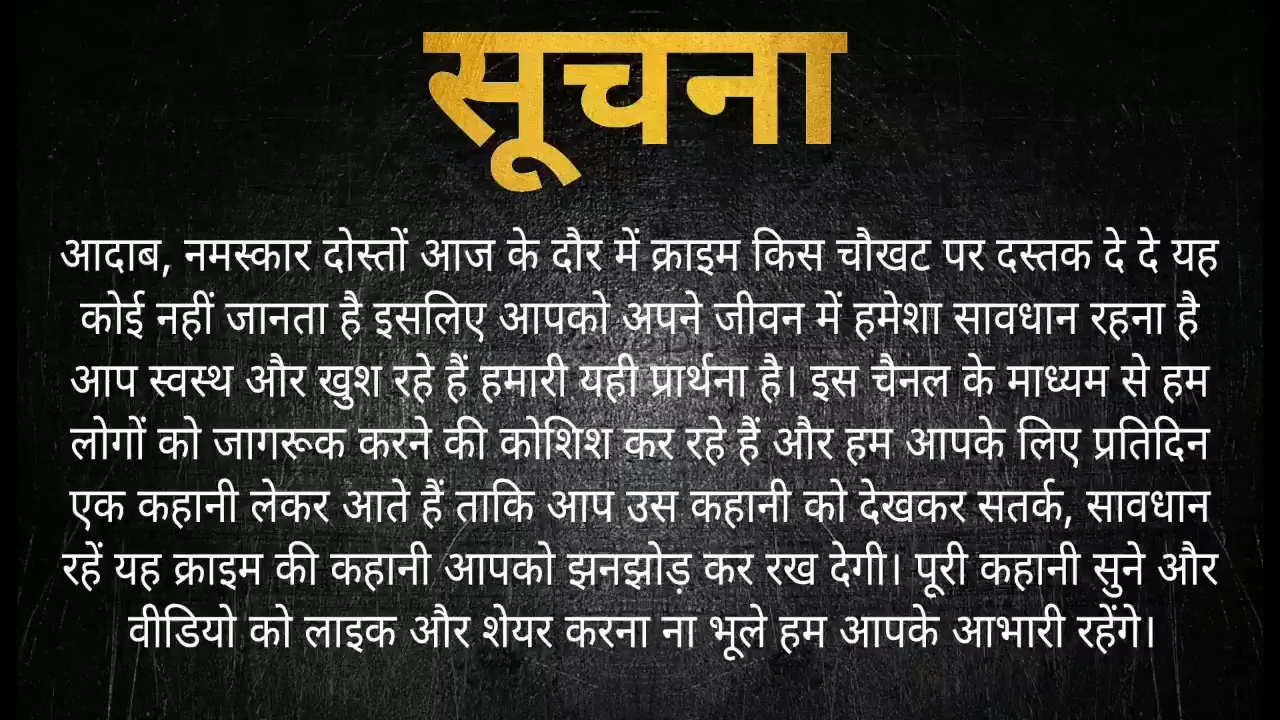 सूचना
आदाब, नमस्कार दोस्तों आज के दौर में क्राइम किस चौखट पर दस्तक दे दे यह
कोई नहीं जानता है इसलिए आपको अपने जीवन में हमेशा सावधान रहना है
आप स्वस्थ और खुश रहे हैं हमारी यही प्रार्थना है। इस चैनल के माध्यम से हम
लोगों को जागरूक करने की कोशिश कर रहे हैं और हम आपके लिए प्रतिदिन
एक कहानी लेकर आते हैं ताकि आप उस कहानी को देखकर सतर्क, सावधान
रहें यह क्राइम की कहानी आपको झनझोड़ कर रख देगी। पूरी कहानी सुने और
वीडियो को लाइक और शेयर करना ना भूले हम आपके आभारी रहेंगे।